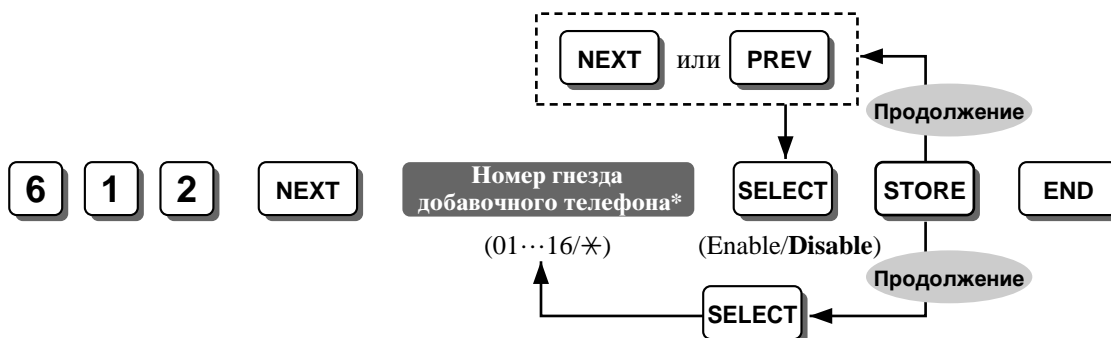 NEXT или PREV
Продолжение
6 1 2 NEXT Номер гнезда добавочного телефона* SELECT STORE END
(01···16/✳) (Enable/Disable)
Продолжение
SELECT